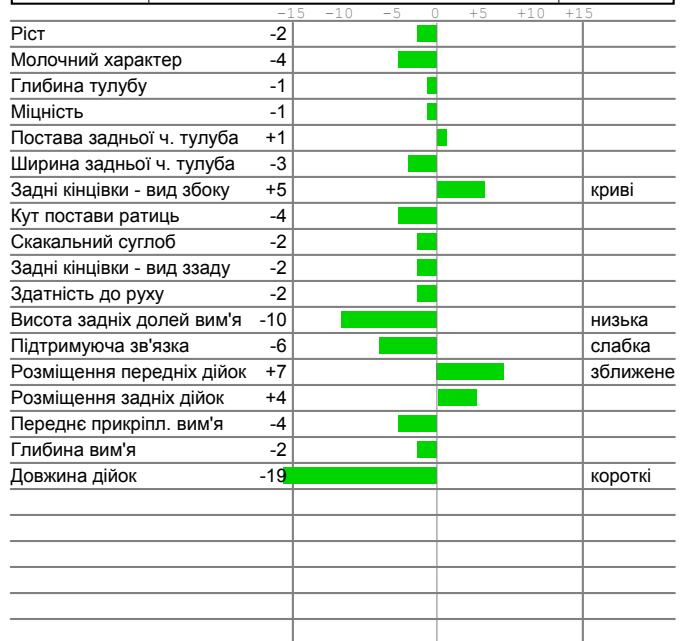 -15 -10 -5 0 +5 +10 +15
Ріст -2
Молочний характер -4
Глибина тулубу -1
Міцність -1
Постава задньої ч. тулуба +1
Ширина задньої ч. тулуба -3
Задні кінцівки - вид збоку +5 криві
Кут постави ратиць -4
Скакальний суглоб -2
Задні кінцівки - вид ззаду -2
Здатність до руху -2
Висота задніх долей вим'я -10 низька
Підтримуюча зв'язка -6 слабка
Розміщення передніх дійок +7 зближене
Розміщення задніх дійок +4
Переднє прикріпл. вим'я -4
Глибина вим'я -2
Довжина дійок -19 короткі